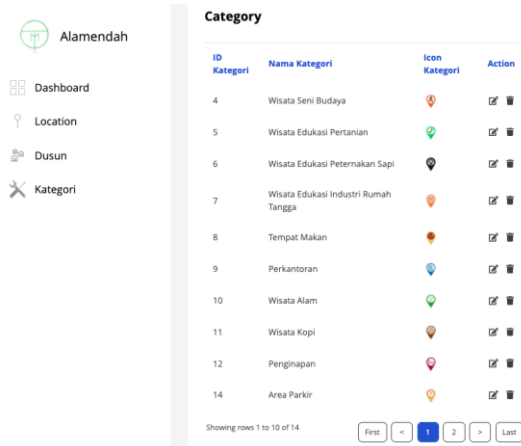 Alamendah
Dashboard
Location
Dusun
Kategori
Category
ID Kategori Nama Kategori Icon Kategori Action
4 Wisata Seni Budaya
5 Wisata Edukasi Pertanian
6 Wisata Edukasi Peternakan Sapi
7 Wisata Edukasi Industri Rumah
Tangga
8 Tempat Makan
9 Perkantoran
10 Wisata Alam
11 Wisata Kopi
12 Penginapan
14 Area Parkir
Showing rows 1 to 10 of 14 First < 1 2 > Last